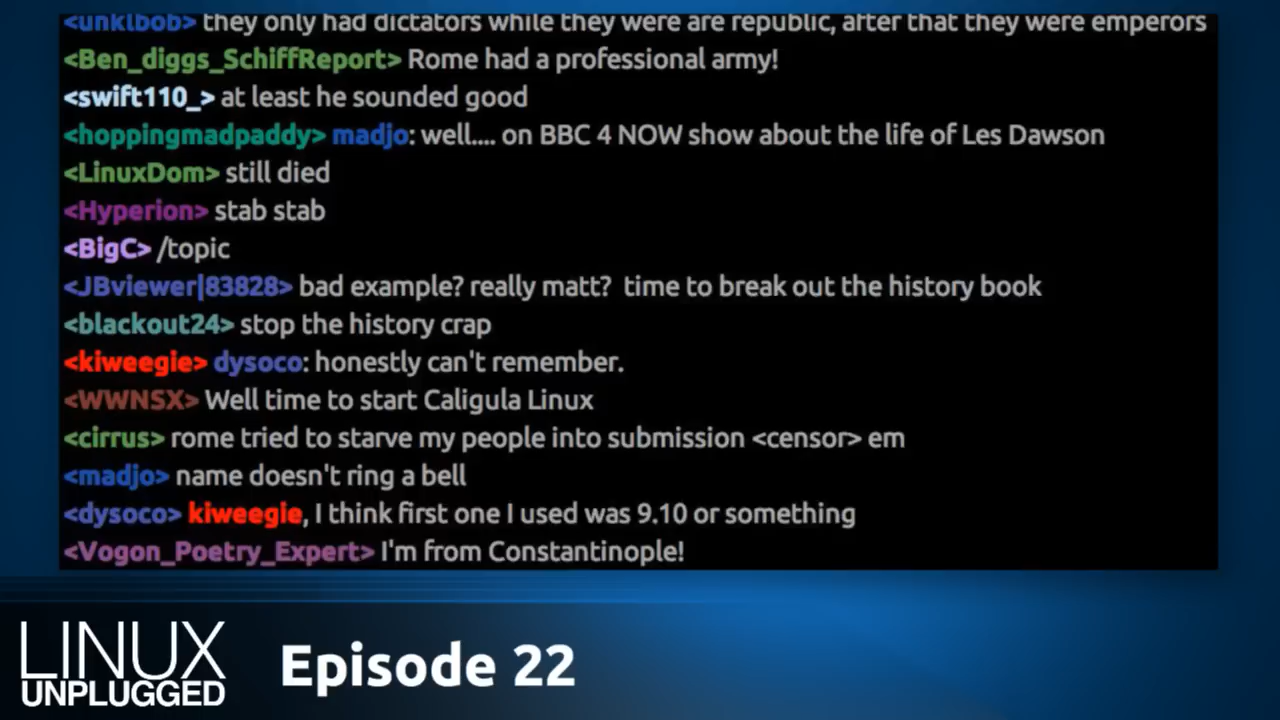 <unklbob> they only had dictators while they were are republic, after that they were emperors
<Ben_diggs_SchiffReport> Rome had a professional army!
<swift110_> at least he sounded good
<hoppingmadpaddy> madjo: well.... on BBC 4 NOW show about the life of Les Dawson
<LinuxDom> still died
<Hyperion> stab stab
<BigC> /topic
<JBviewer|83828> bad example? really matt?  time to break out the history book
<blackout24> stop the history crap
<kiweegie> dysoco: honestly can't remember.
<WWNSX> Well time to start Caligula Linux
<cirrus> rome tried to starve my people into submission <censor> em
<madjo> name doesn't ring a bell
<dysoco> kiweegie, I think first one I used was 9.10 or something
<Vogon_Poetry_Expert> I'm from Constantinople!
LINUX
UNPLUGGED
Episode 22